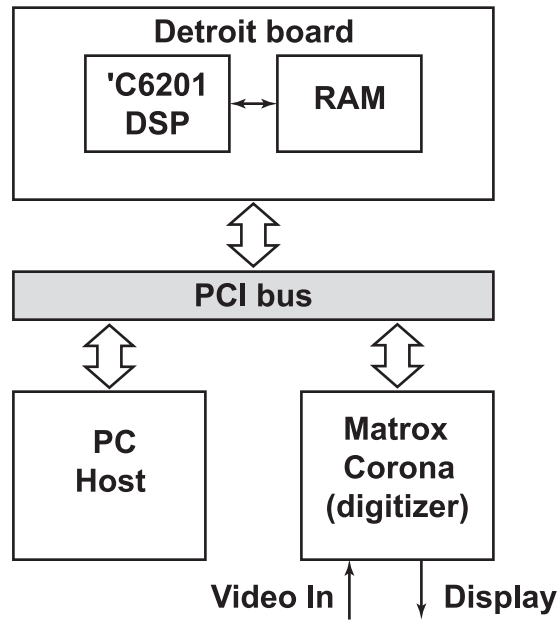 Detroit board
'C6201
DSP
RAM
PCI bus
PC
Host
Matrox
Corona
(digitizer)
Video In
Display